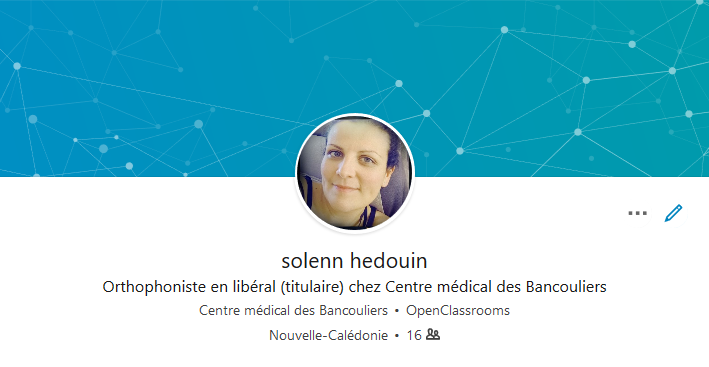 solenn hedouin
Orthophoniste en libéral (titulaire) chez Centre médical des Bancouliers
Centre médical des Bancouliers • OpenClassrooms
Nouvelle-Calédonie • 16